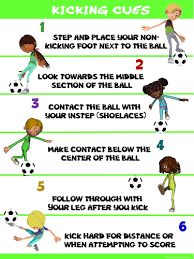 KICKING CUES
1
STEP AND PLACE YOUR NON-
KICKING FOOT NEXT TO THE BALL
2
LOOK TOWARDS THE MIDDLE
SECTION OF THE BALL
3
CONTACT THE BALL WITH
YOUR INSTEP (SHOELACES)
4
MAKE CONTACT BELOW THE
CENTER OF THE BALL
5
FOLLOW THROUGH WITH
YOUR LEG AFTER YOU KICK
6
KICK HARD FOR DISTANCE OR
WHEN ATTEMPTING TO SCORE